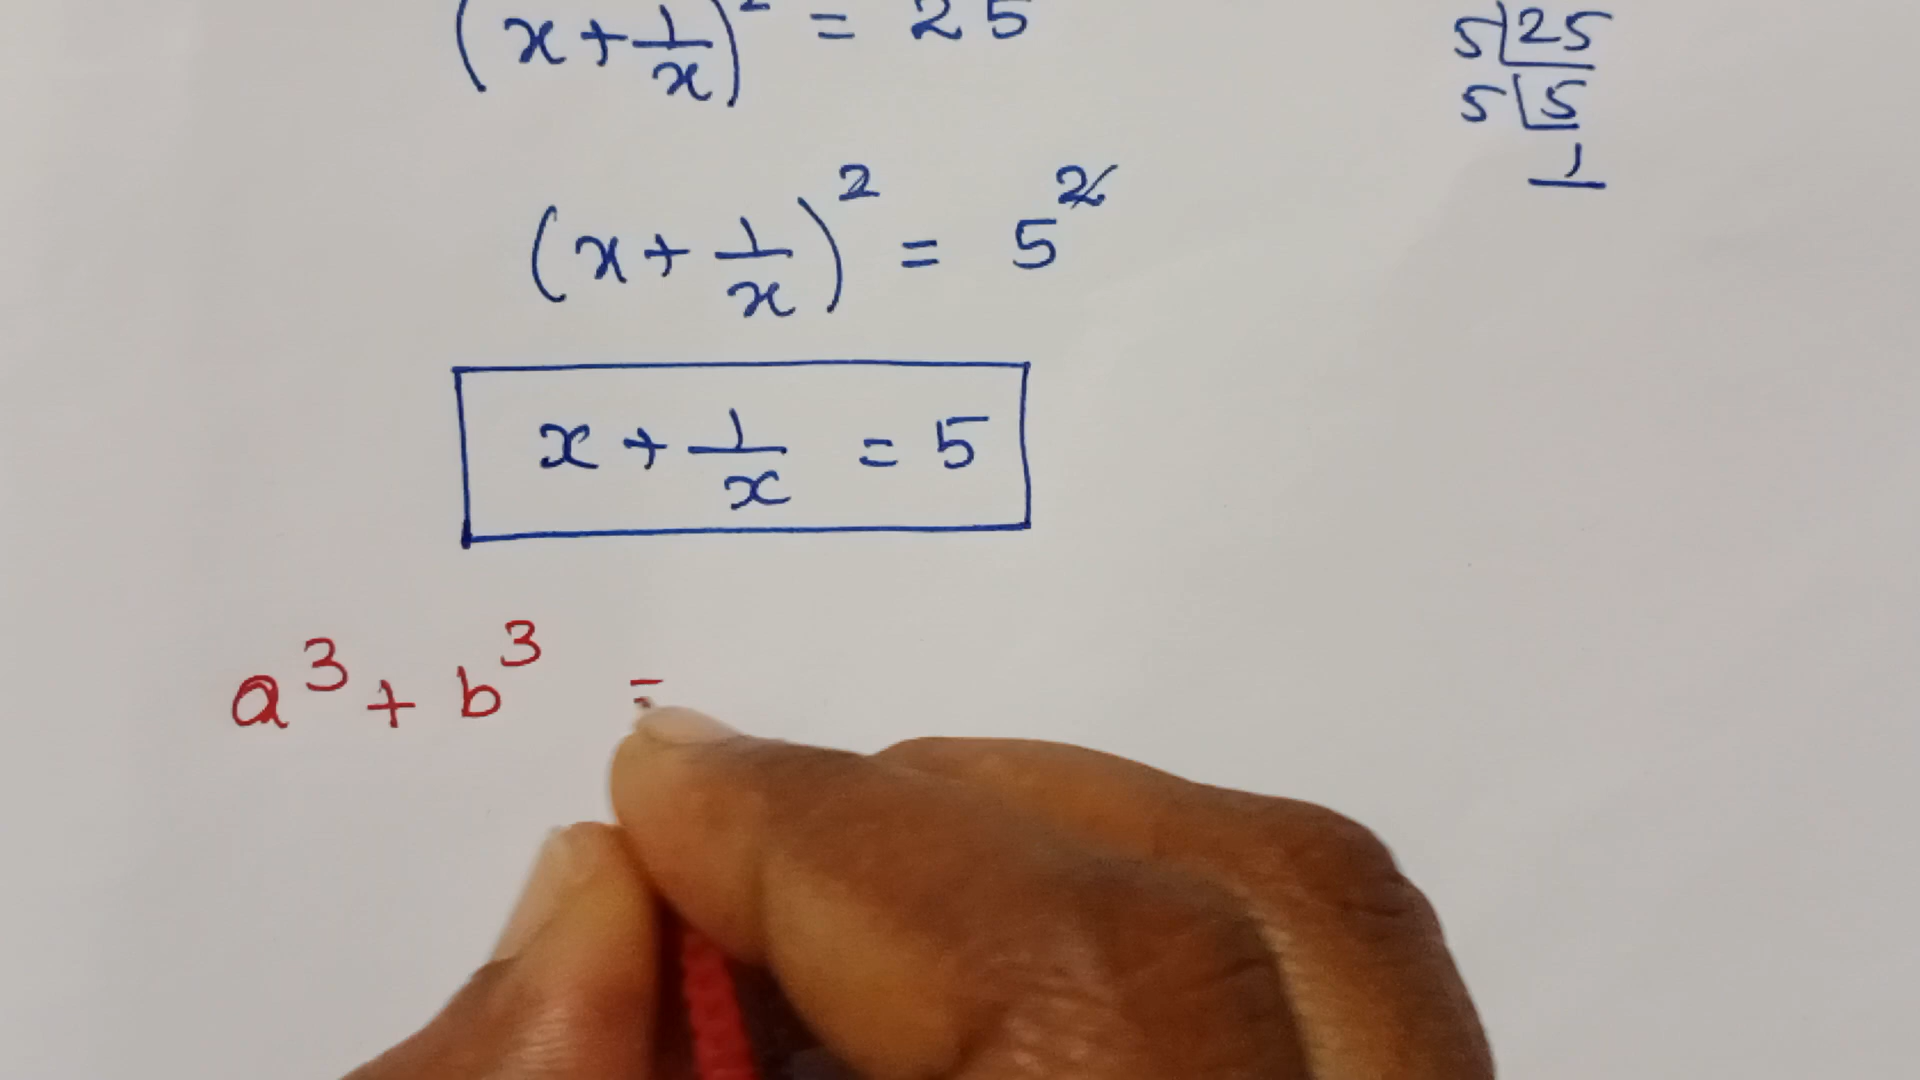 (x + 1/x)² = 25
(x + 1/x)² = 5²
x + 1/x = 5
a³ + b³ =
5 25
5 5
1